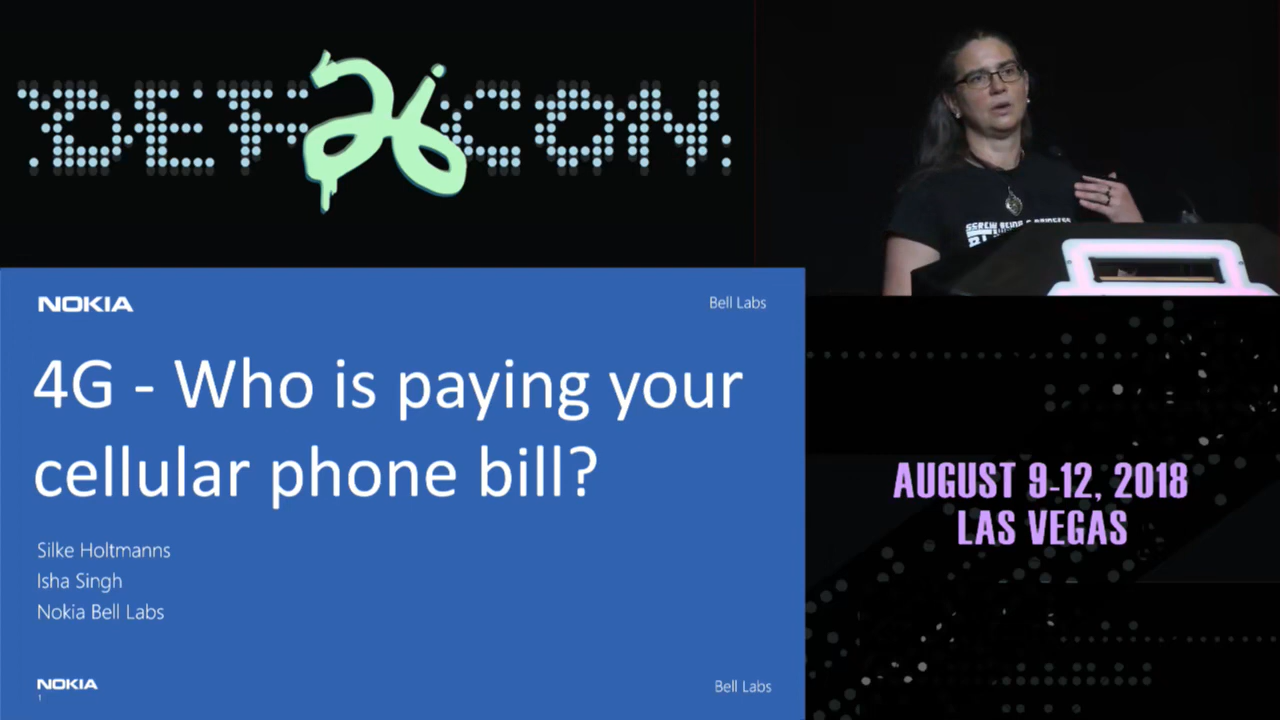 DEF 26 CON
NOKIA
Bell Labs
4G - Who is paying your
cellular phone bill?
Silke Holtmanns
Isha Singh
Nokia Bell Labs
NOKIA
Bell Labs
AUGUST 9-12, 2018
LAS VEGAS